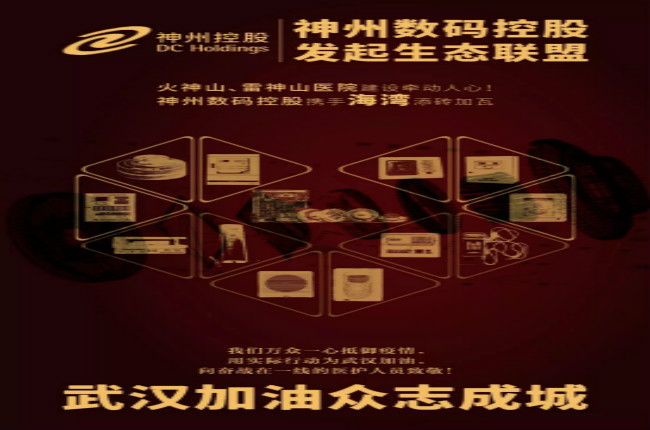 神州控股
DC Holdings
神州数码控股
发起生态联盟
火神山、雷神山医院建设牵动人心！
神州数码控股携手海湾添砖加瓦
我们万众一心抵御疫情。
用实际行动为武汉加油。
向奋战在一线的医护人员致敬！
武汉加油众志成城